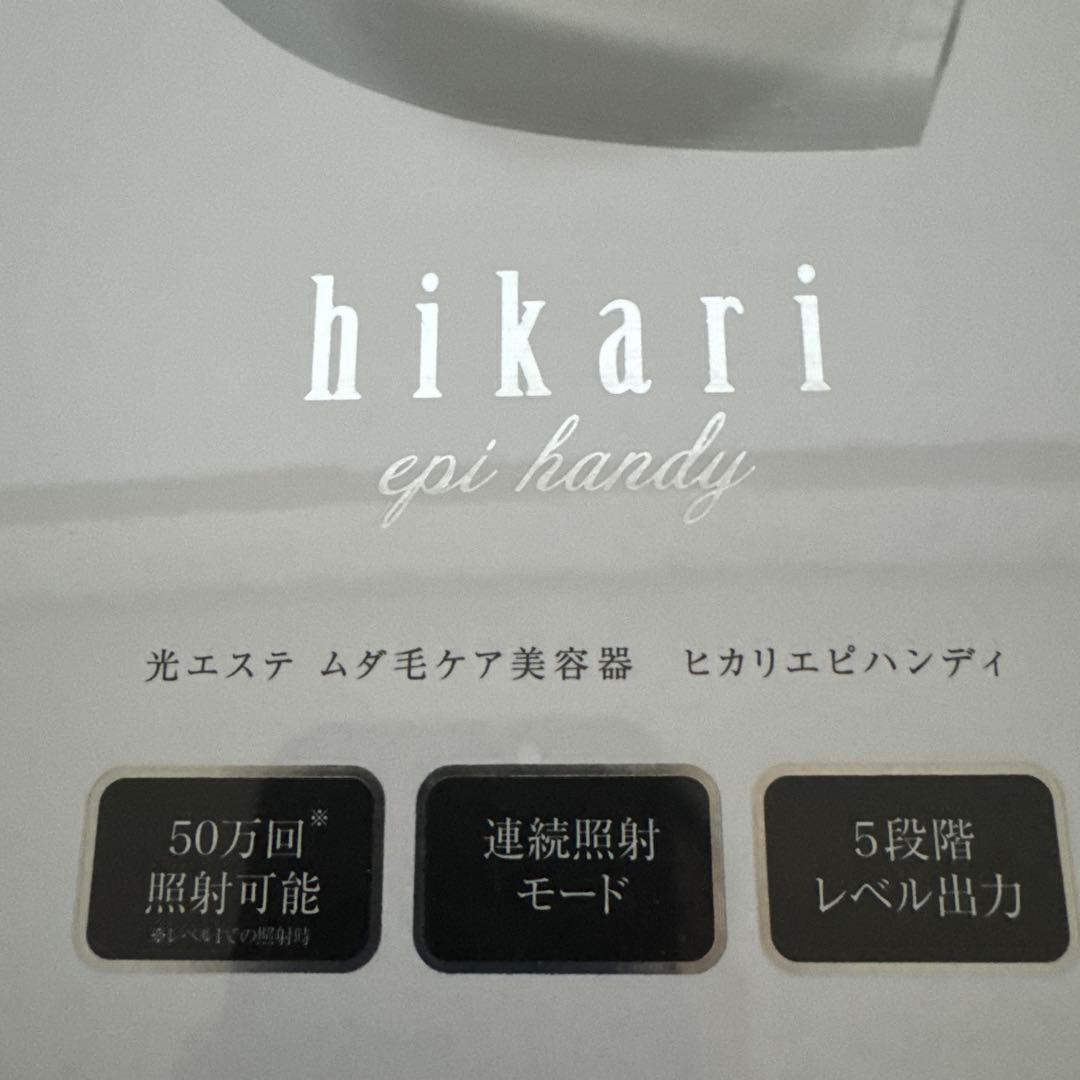 hikari
epi handy
光エステ ムダ毛ケア美容器　ヒカリエピハンディ
50万回※
照射可能
※レベル1での照射時
連続照射
モード
5段階
レベル出力